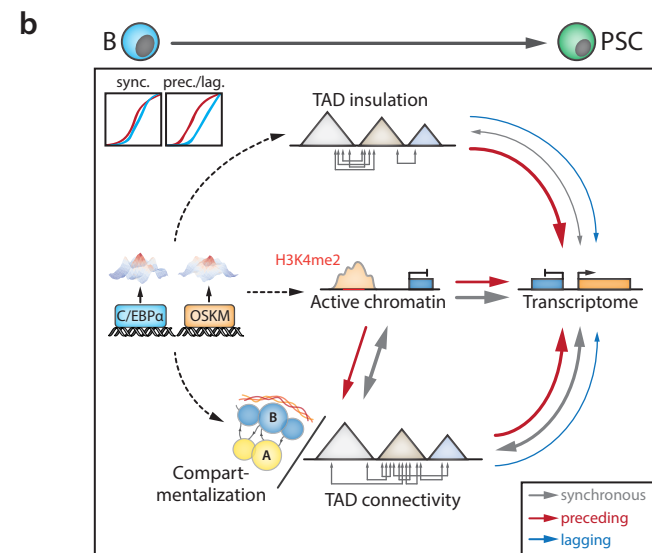 b
B
PSC
sync.
prec./lag.
TAD insulation
H3K4me2
C/EBPα
OSKM
Active chromatin
Transcriptome
B
A
Compart-
mentalization
TAD connectivity
synchronous
preceding
lagging